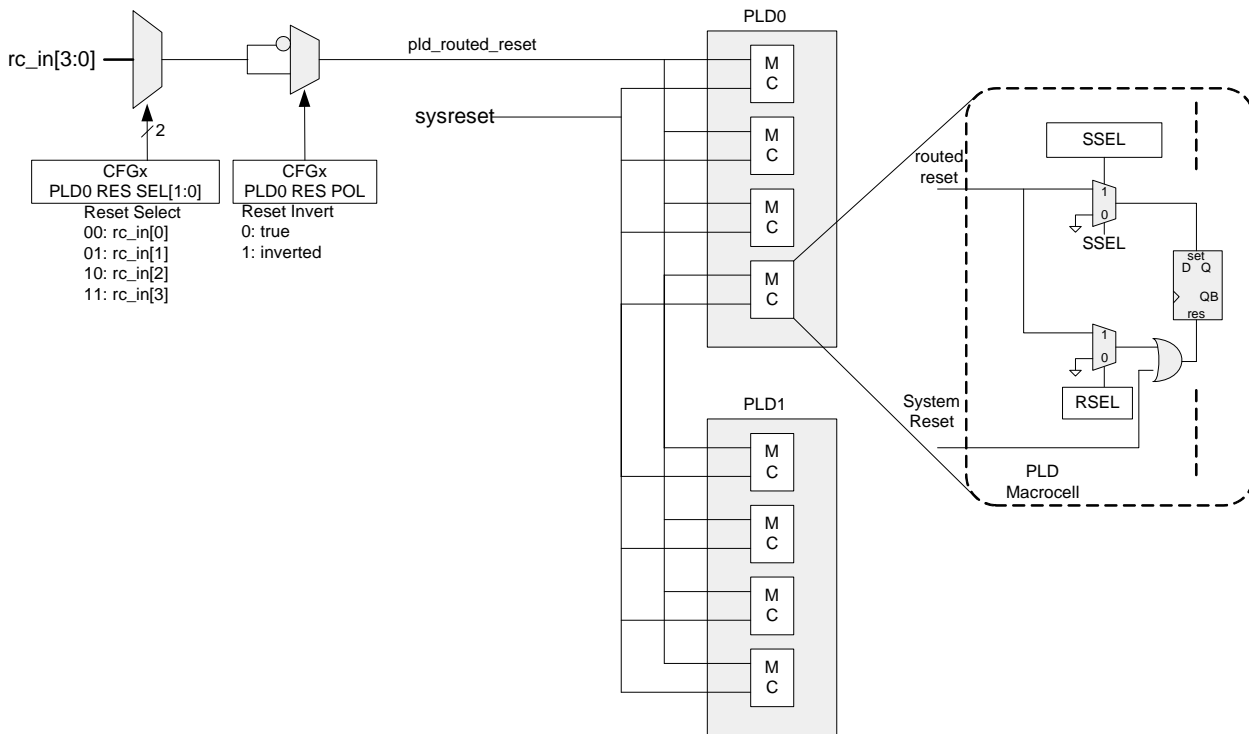 rc_in[3:0]
2
CFGx
PLD0 RES SEL[1:0]
Reset Select
00: rc_in[0]
01: rc_in[1]
10: rc_in[2]
11: rc_in[3]
CFGx
PLD0 RES POL
Reset Invert
0: true
1: inverted
pld_routed_reset
sysreset
PLD0
M
C
M
C
M
C
M
C
PLD1
M
C
M
C
M
C
M
C
routed
reset
SSEL
1
0
SSEL
set
D Q
QB
res
1
0
RSEL
System
Reset
PLD
Macrocell